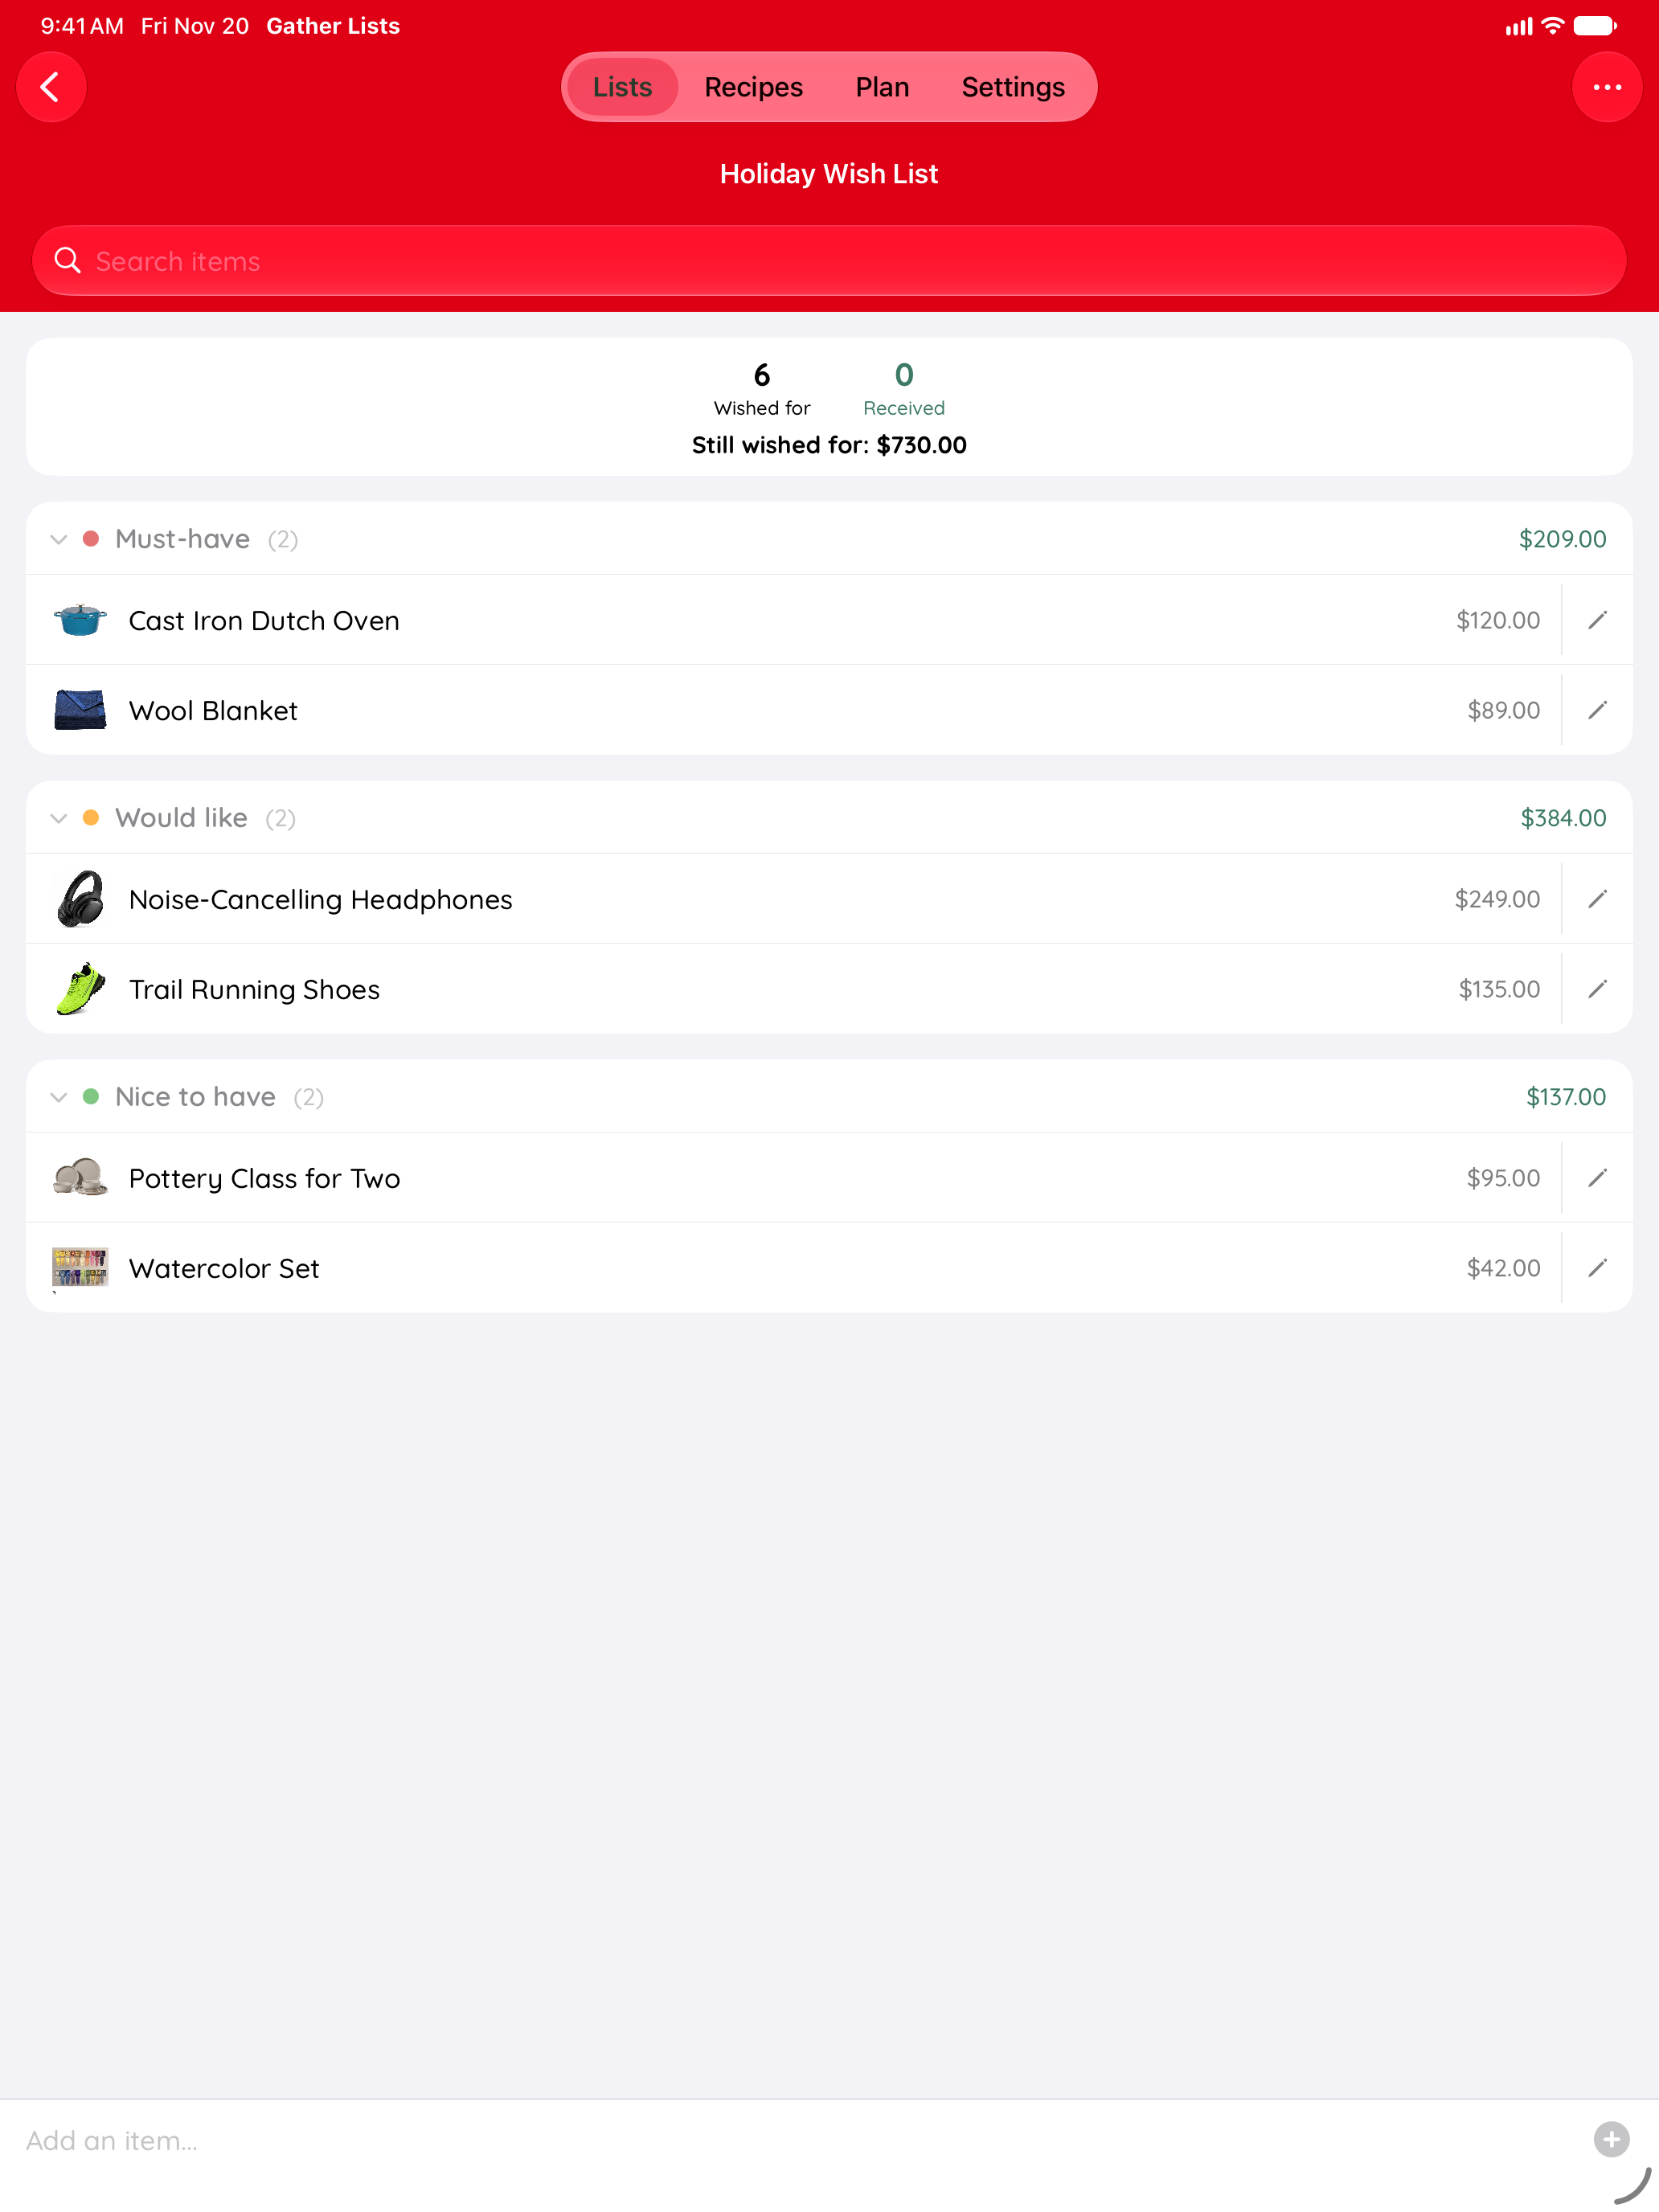 9:41 AM Fri Nov 20 Gather Lists
Lists Recipes Plan Settings
Holiday Wish List
Search items
6 0
Wished for Received
Still wished for: $730.00
Must-have (2) $209.00
Cast Iron Dutch Oven $120.00
Wool Blanket $89.00
Would like (2) $384.00
Noise-Cancelling Headphones $249.00
Trail Running Shoes $135.00
Nice to have (2) $137.00
Pottery Class for Two $95.00
Watercolor Set $42.00
Add an item...